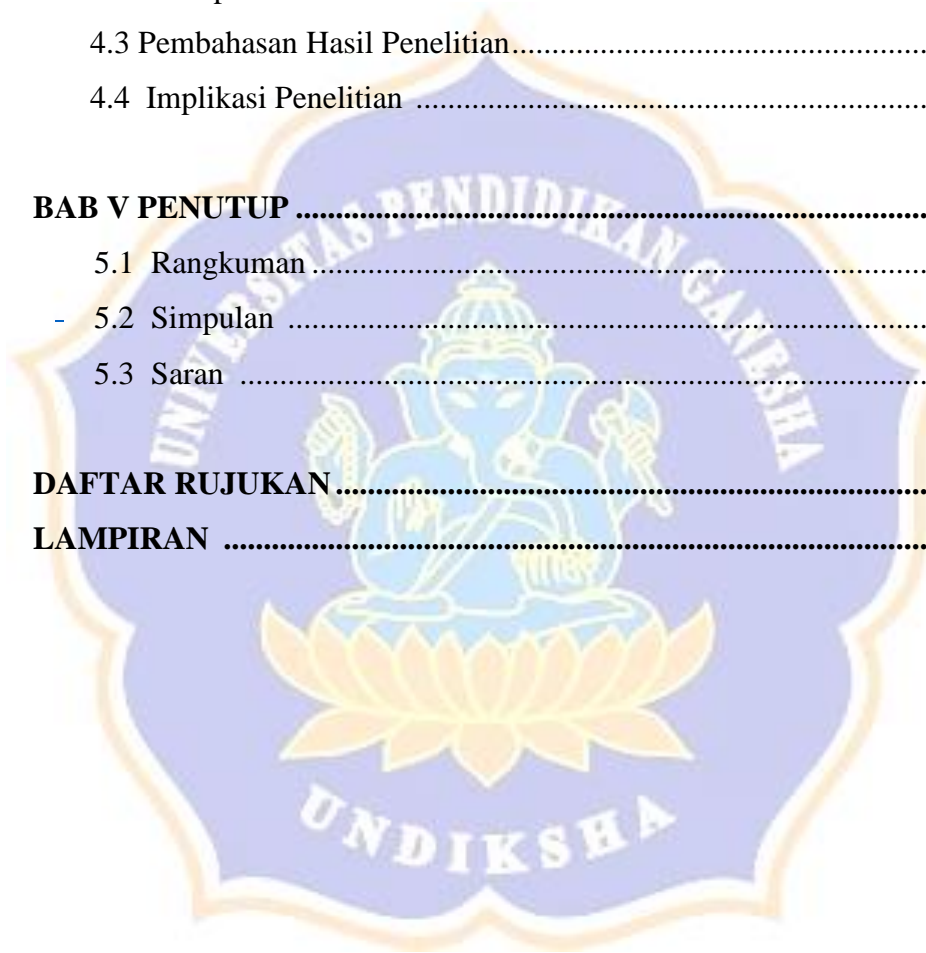 4.3 Pembahasan Hasil Penelitian..................................................
4.4 Implikasi Penelitian ..............................................................
BAB V PENUTUP ..............................................................................
5.1 Rangkuman ..........................................................................
- 5.2 Simpulan .............................................................................
5.3 Saran ...................................................................................
DAFTAR RUJUKAN.........................................................................
LAMPIRAN .......................................................................................
UNIVERSITAS PENDIDIKAN GANESHA
UNDIKSHA